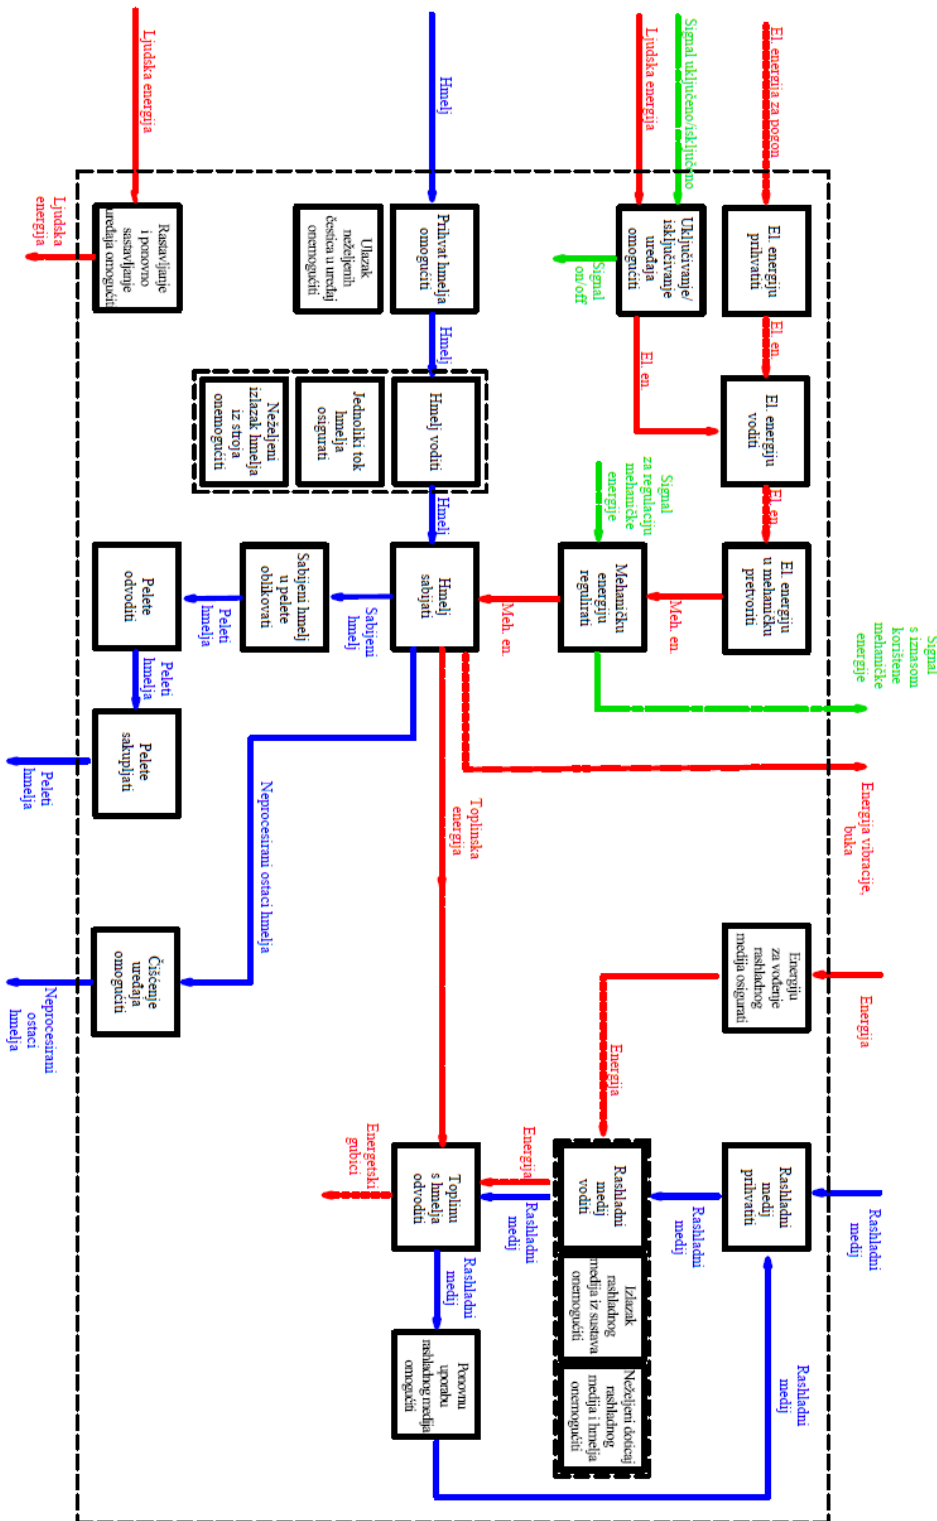 El. energija za pogon
Signal uključeno/isključeno
Ljudska energija
Hmelj
Ljudska energija
El. energiju
prihvatiti
Uključivanje/
isključivanje
uređaja
omogućiti
Signal
on/off
Prihvat hmelja
omogućiti
Ulazak
neželjenih
čestica u uređaj
onemogućiti
Rastavljanje
i ponovno
sastavljanje
uređaja omogućiti
Ljudska
energija
El. en.
El. en.
Hmelj
El. energiju
voditi
Hmelj voditi
Jednoliki tok
hmelja
osigurati
Neželjeni
izlazak hmelja
iz stroja
onemogućiti
El. en.
Signal
za regulaciju
mehaničke
energije
Hmelj
El. energiju
u mehaničku
pretvoriti
Meh. en.
Mehaničku
energiju
regulirati
Meh. en.
Hmelj
sabijati
Sabijeni
hmelj
Sabijeni hmelj
u pelete
oblikovati
Peleti
hmelja
Pelete
odvoditi
Signal
s iznasom
korištene
mehaničke
energije
Peleti
hmelja
Pelete
sakupljati
Peleti
hmelja
Energija vibracije,
buka
Toplinska
energija
Neprocesirani ostaci hmelja
Čišćenje
uređaja
omogućiti
Neprocesirani
ostaci
hmelja
Energija
Energiju
za vođenje
rashladnog
medija osigurati
Energija
Rashladni
medij
Rashladni
medij
prihvatiti
Rashladni
medij
Rashladni
medij
voditi
Izlazak
rashladnog
medija iz sustava
onemogućiti
Neželjeni doticaj
rashladnog
medija i hmelja
onemogućiti
Energija
Rashladni
medij
Toplinu
s hmelja
odvoditi
Energetski
gubici
Rashladni
medij
Ponovnu
uporabu
rashladnog medija
omogućiti
Rashladni
medij